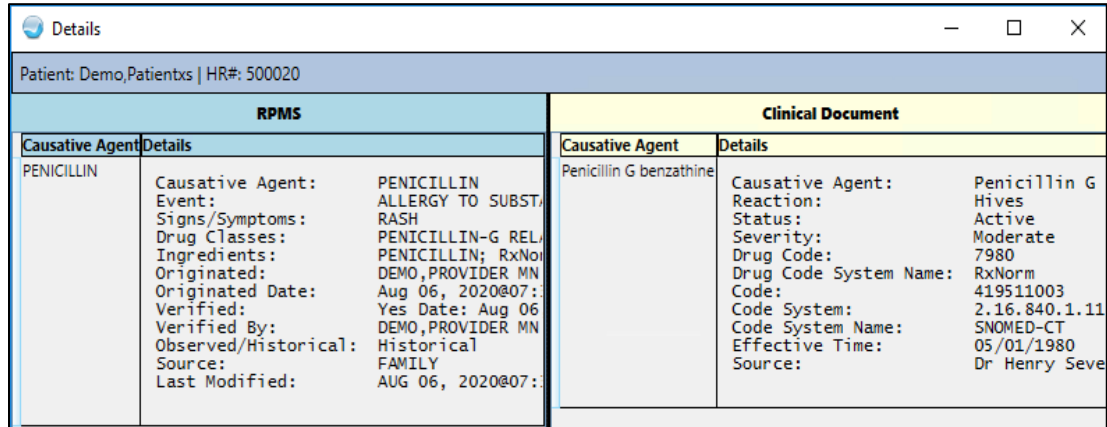 Details
Patient: Demo,Patientxs | HR#: 500020
RPMS
Causative Agent Details
PENICILLIN
Causative Agent: PENICILLIN
Event: ALLERGY TO SUBST
Signs/Symptoms: RASH
Drug Classes: PENICILLIN-G REL
Ingredients: PENICILLIN; RxNo
Originated: DEMO,PROVIDER MN
Originated Date: Aug 06, 2020@07:
Verified: Yes Date: Aug 06
Verified By: DEMO,PROVIDER MN
Observed/Historical: Historical
Source: FAMILY
Last Modified: AUG 06, 2020@07:
Clinical Document
Causative Agent Details
Penicillin G benzathine
Causative Agent: Penicillin G
Reaction: Hives
Status: Active
Severity: Moderate
Drug Code: 7980
Drug Code System Name: RxNorm
Code: 419511003
Code System: 2.16.840.1.11
Code System Name: SNOMED-CT
Effective Time: 05/01/1980
Source: Dr Henry Seve